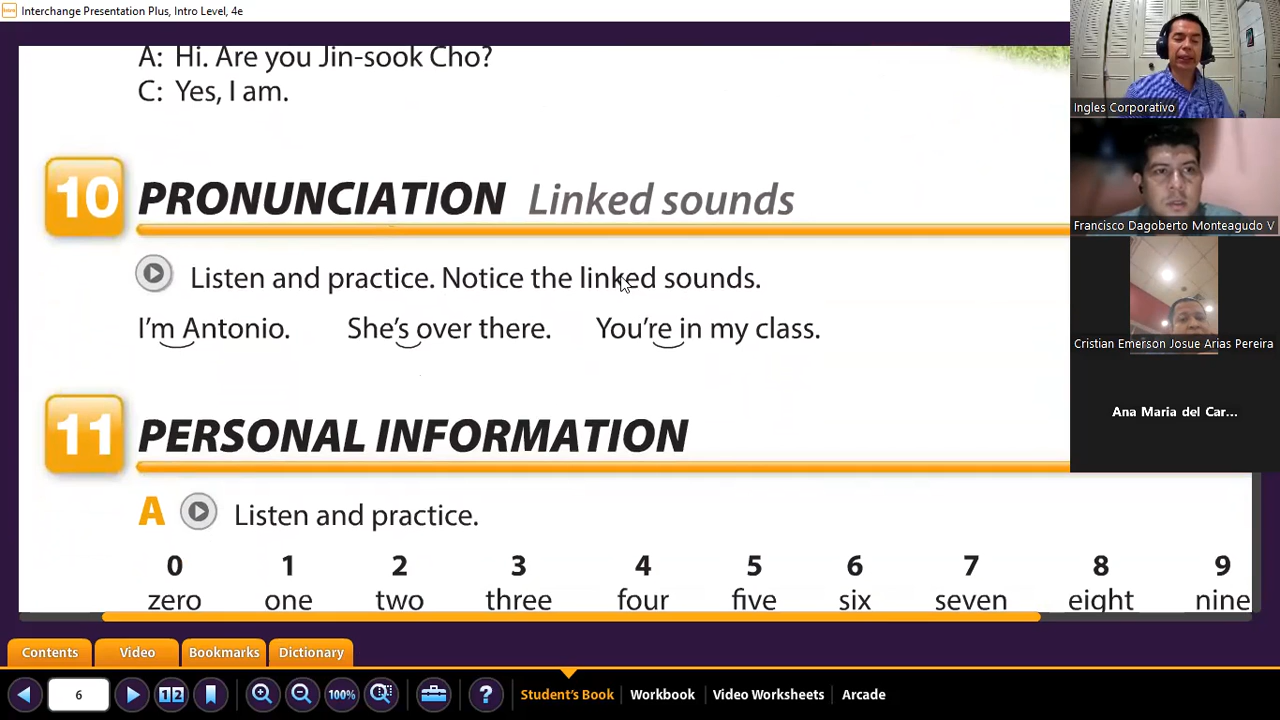 Interchange Presentation Plus, Intro Level, 4e
A: Hi. Are you Jin-sook Cho?
C: Yes, I am.
10 PRONUNCIATION Linked sounds
Listen and practice. Notice the linked sounds.
I'm Antonio. She's over there. You're in my class.
11 PERSONAL INFORMATION
A Listen and practice.
0 1 2 3 4 5 6 7 8 9
zero one two three four five six seven eight nine
Ingles Corporativo
Francisco Dagoberto Monteagudo V
Cristian Emerson Josue Arias Pereira
Ana Maria del Car...
Contents Video Bookmarks Dictionary
6 1 2 100% ? Student's Book Workbook Video Worksheets Arcade